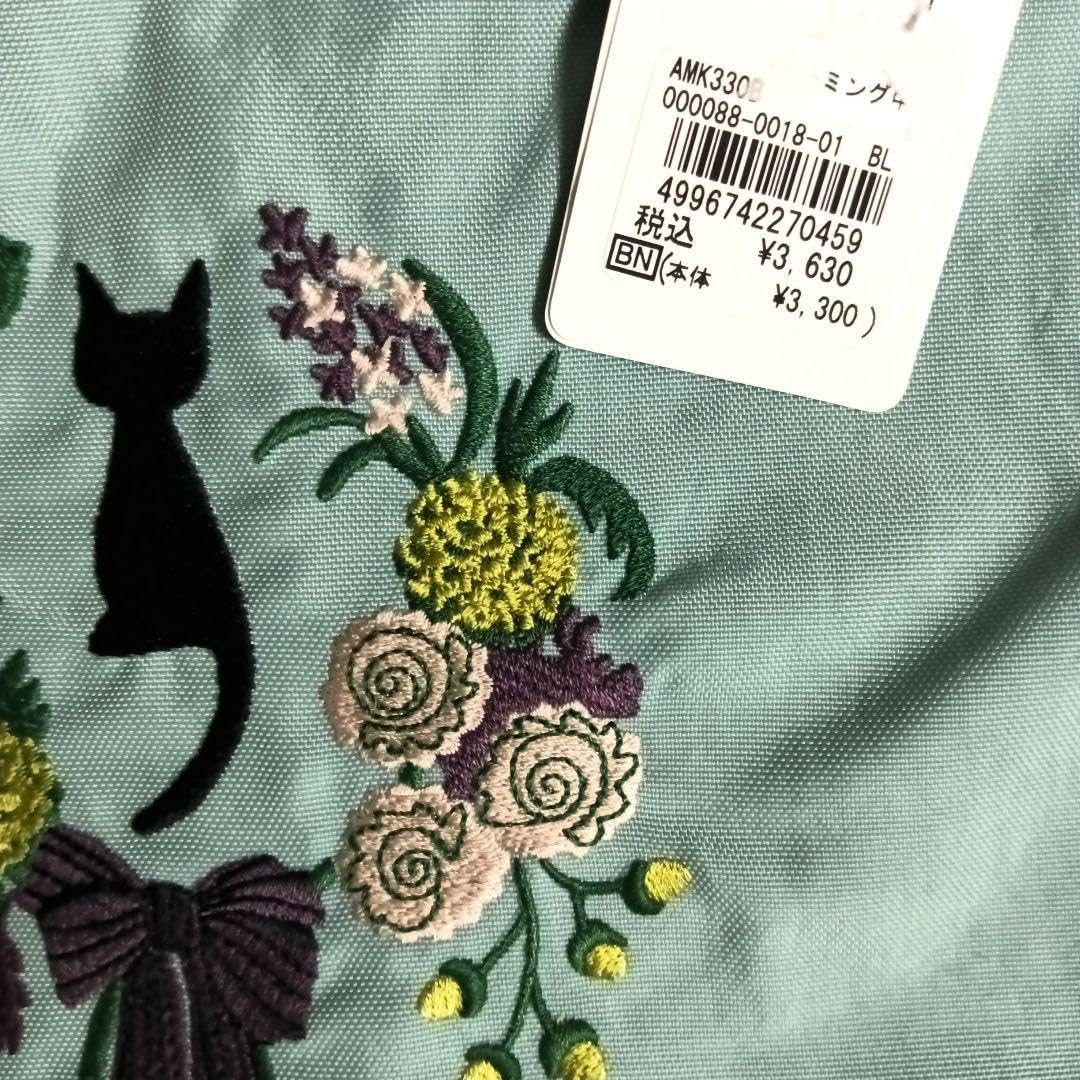 AMK330 ミング
000088-0018-01 BL
4996742270459
税込 ¥3,630
BN (本体 ¥3,300)